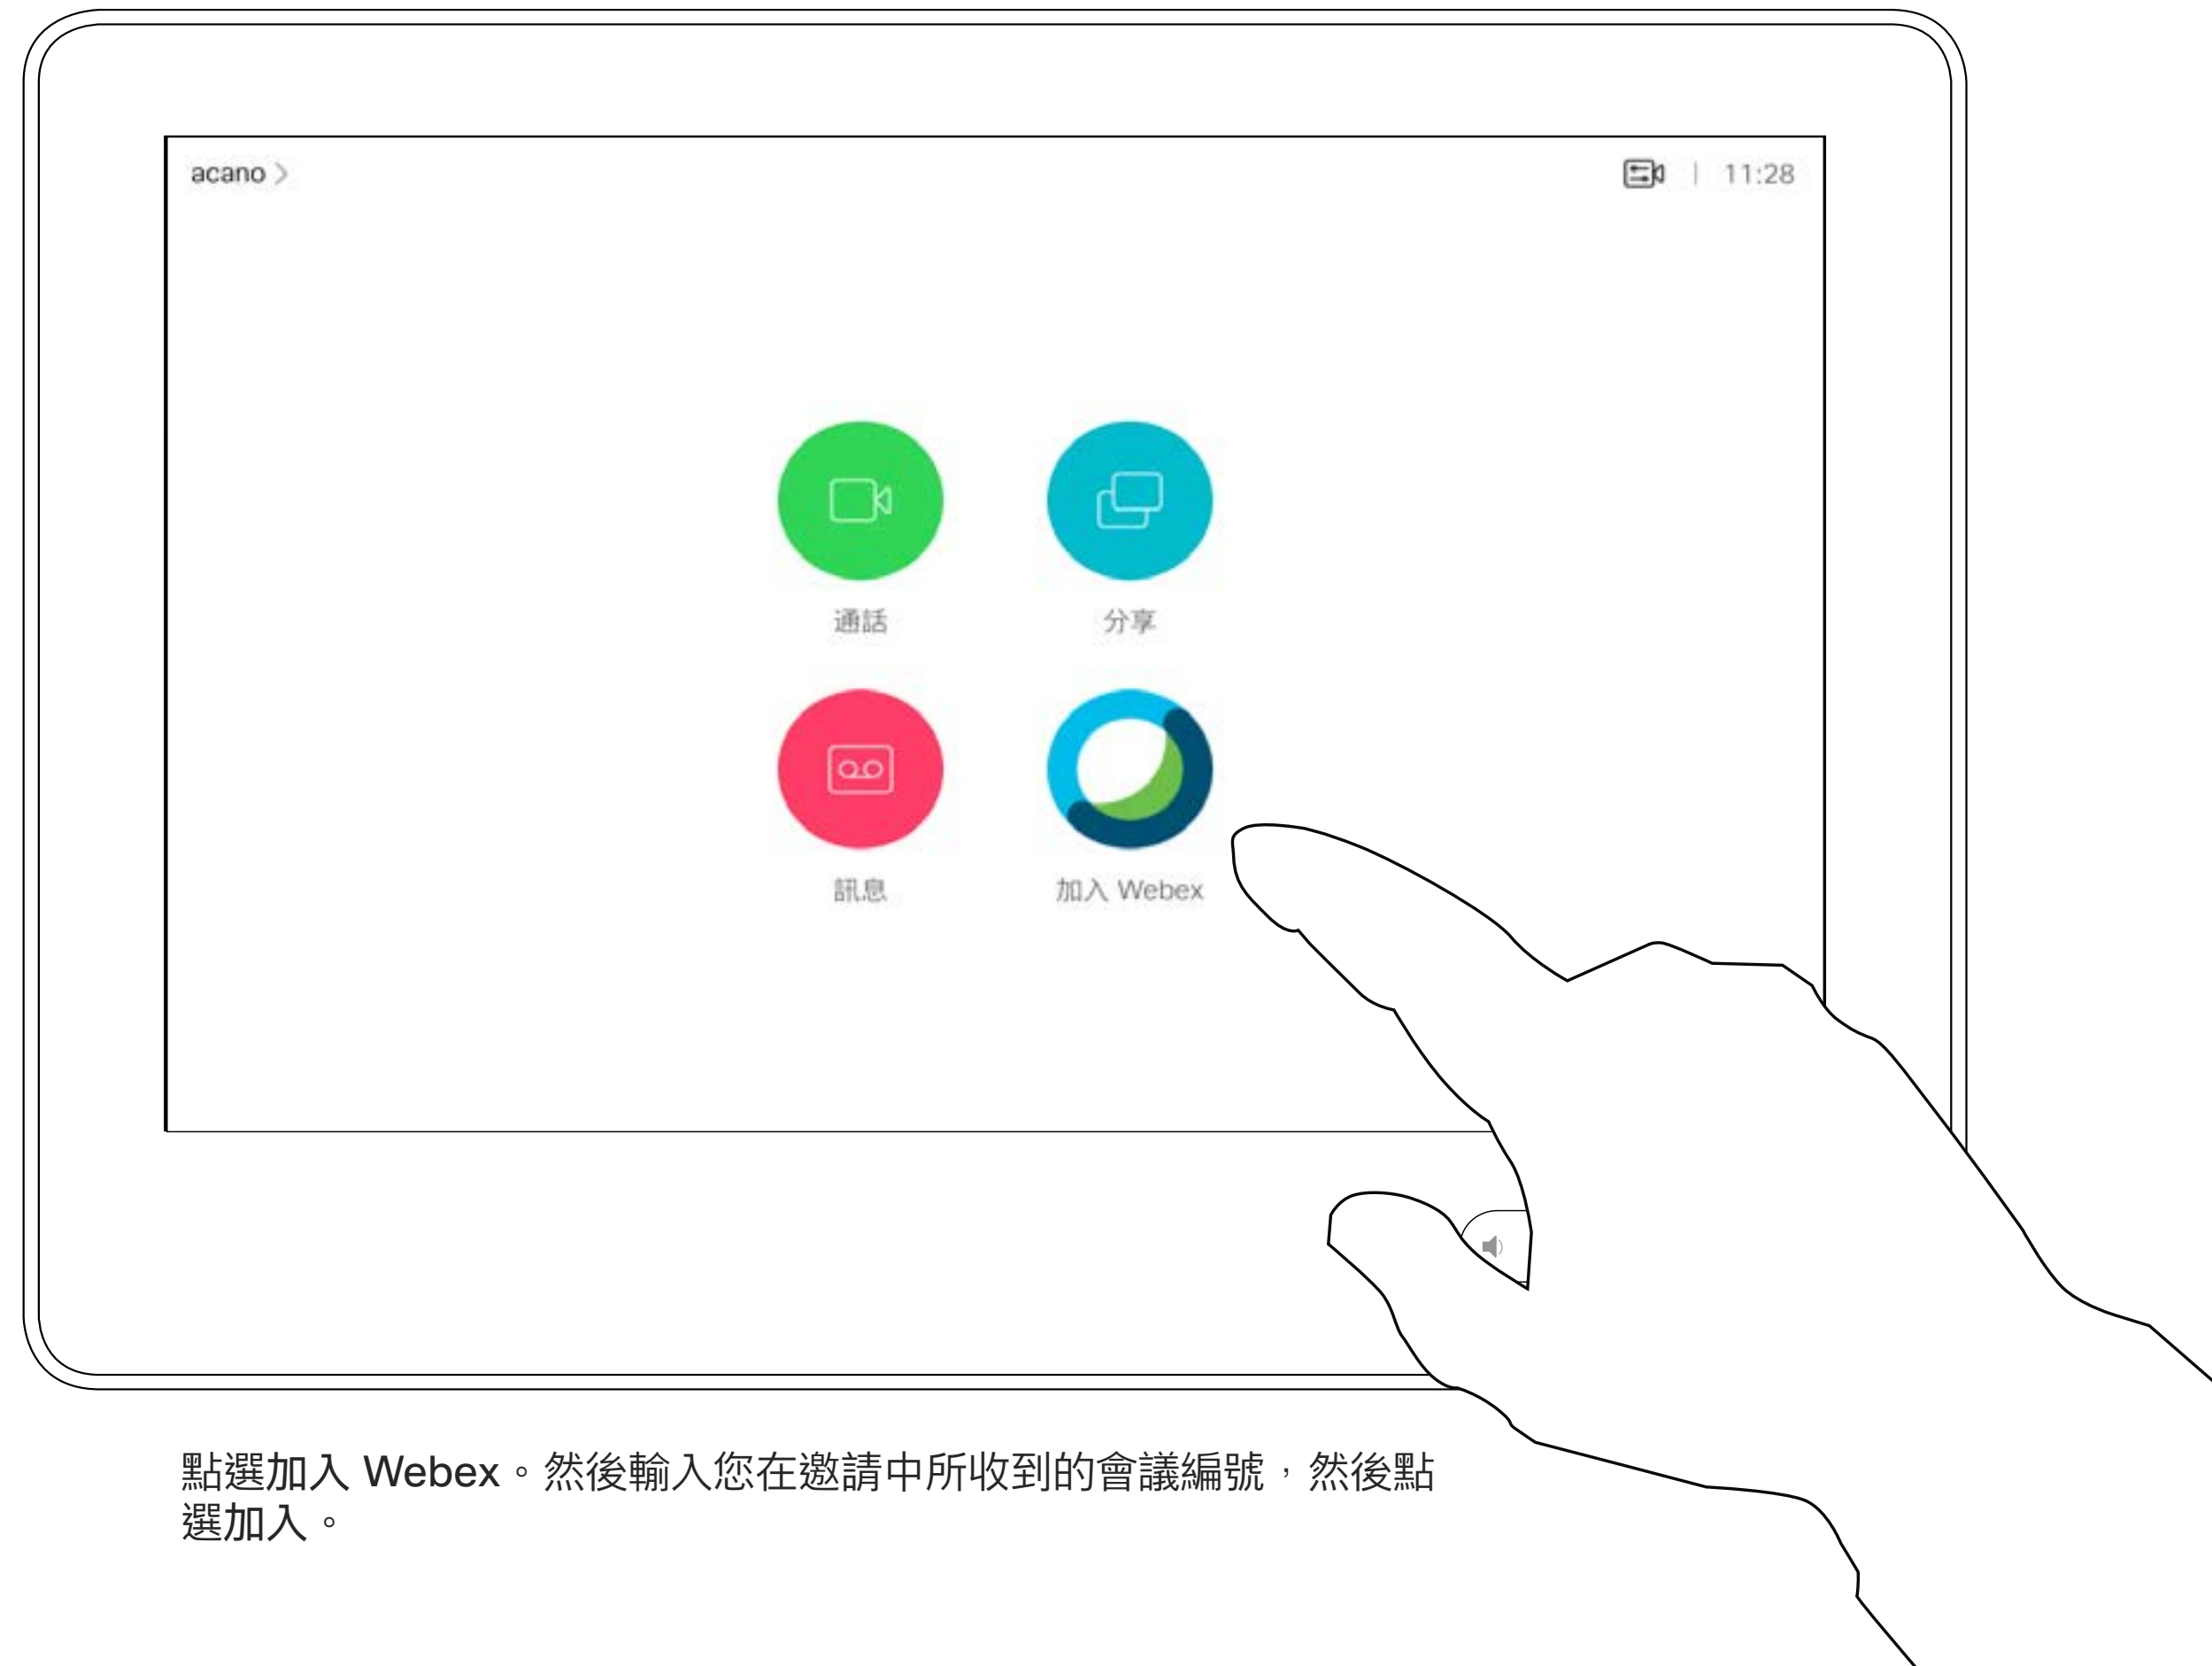 acano
11:28
通話
分享
訊息
加入 Webex
點選加入 Webex。然後輸入您在邀請中所收到的會議編號，然後點
選加入。